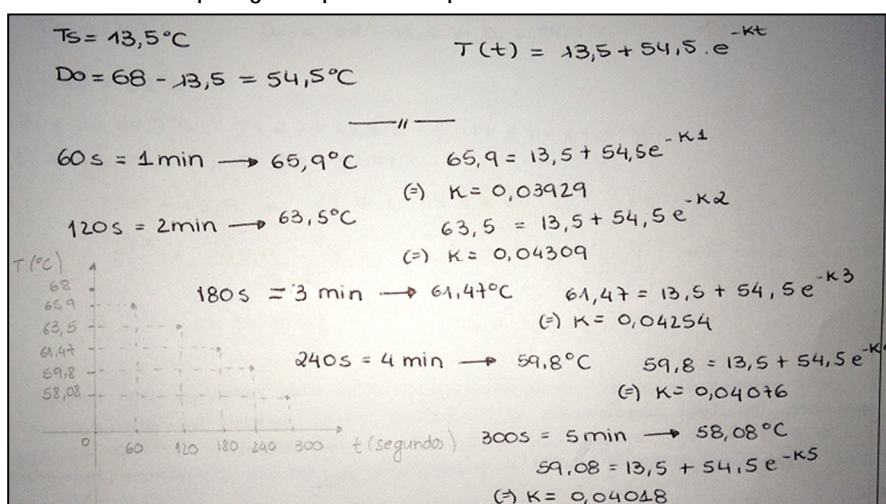 Ts = 13,5°C
T(t) = 13,5 + 54,5 . e^-Kt
Do = 68 - 13,5 = 54,5°C
60s = 1min → 65,9°C
65,9 = 13,5 + 54,5e^-K1
(=) K = 0,03929
120s = 2min → 63,5°C
63,5 = 13,5 + 54,5e^-K2
(=) K = 0,04309
180s = 3 min → 61,47°C
61,47 = 13,5 + 54,5e^-K3
(=) K = 0,04254
240s = 4 min → 59,8°C
59,8 = 13,5 + 54,5e^-K
(=) K = 0,04076
300s = 5min → 58,08°C
59,08 = 13,5 + 54,5e^-K5
(=) K = 0,04018
T(°C)
68
65,9
63,5
61,47
59,8
58,08
0 60 120 180 240 300 t(segundos)